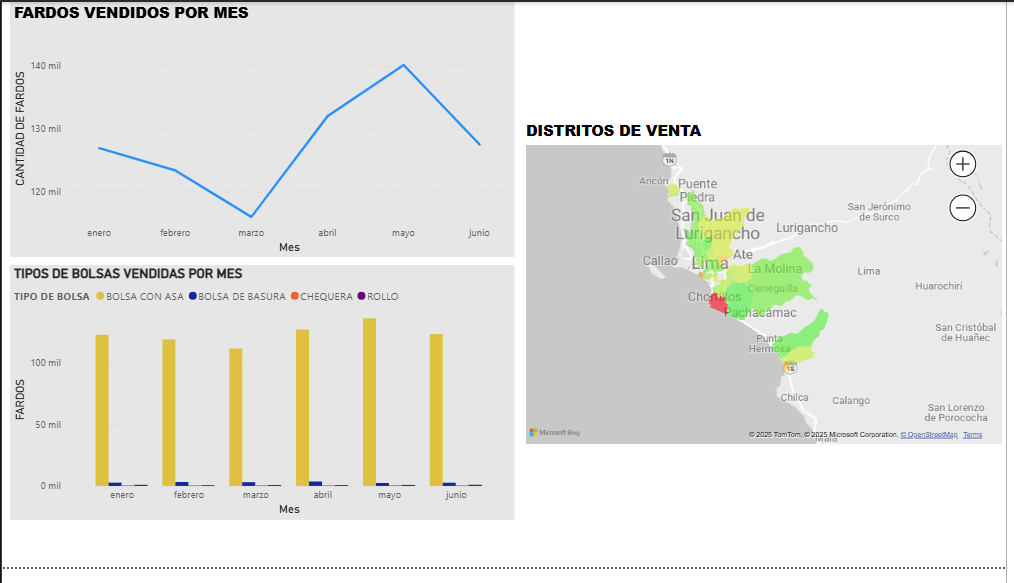 FARDOS VENDIDOS POR MES
CANTIDAD DE FARDOS
140 mil
130 mil
120 mil
enero febrero marzo abril mayo junio
Mes
TIPOS DE BOLSAS VENDIDAS POR MES
TIPO DE BOLSA BOLSA CON ASA BOLSA DE BASURA CHEQUERA ROLLO
FARDOS
100 mil
50 mil
0 mil
enero febrero marzo abril mayo junio
Mes
DISTRITOS DE VENTA
1N
Ancón
Puente
Piedra
San Juan de
Lurigancho
Lurigancho
San Jerónimo
de Surco
Callao
Lima
Ate
La Molina
Lima
Cieneguilla
Huarochirí
Chorrillos
Pachacámac
Punta
Hermosa
San Cristóbal
de Huañec
1S
Chilca
Calango
San Lorenzo
de Porococha
Mala
Microsoft Bing
© 2025 TomTom, © 2025 Microsoft Corporation, © OpenStreetMap Terms